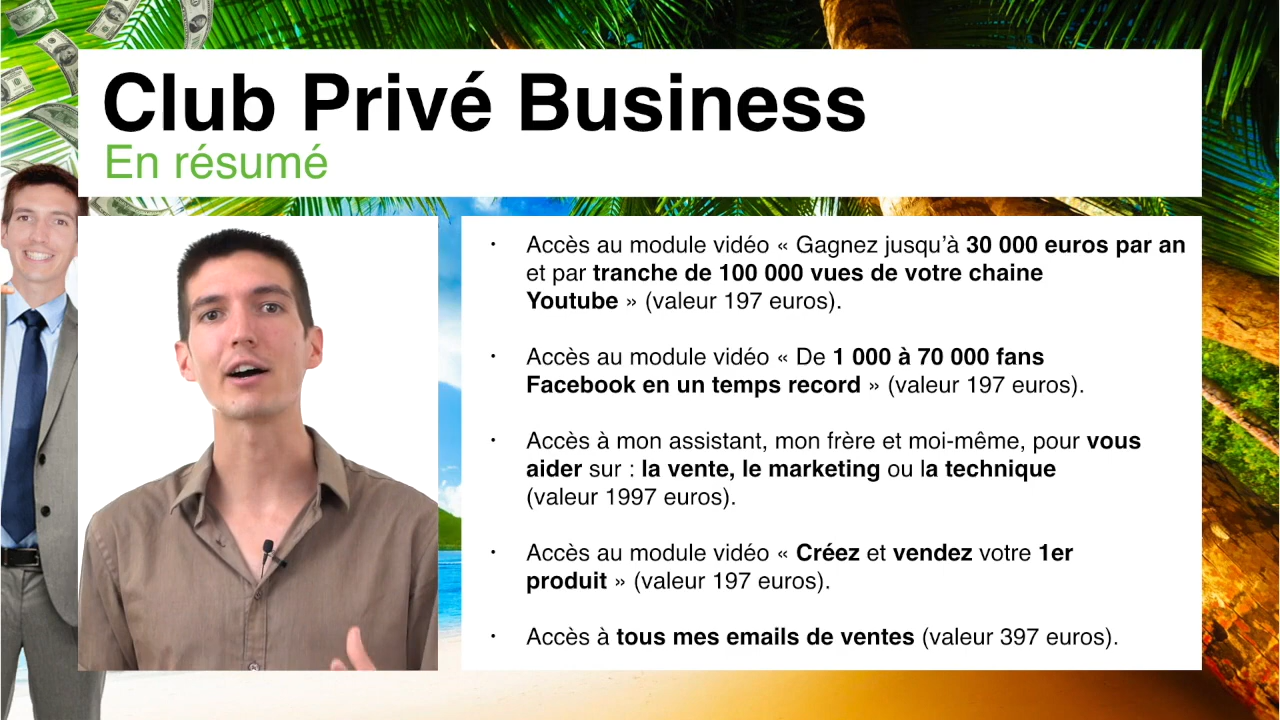 Club Privé Business
En résumé
· Accès au module vidéo « Gagnez jusqu’à 30 000 euros par an
et par tranche de 100 000 vues de votre chaine
Youtube » (valeur 197 euros).
· Accès au module vidéo « De 1 000 à 70 000 fans
Facebook en un temps record » (valeur 197 euros).
· Accès à mon assistant, mon frère et moi-même, pour vous
aider sur : la vente, le marketing ou la technique
(valeur 1997 euros).
· Accès au module vidéo « Créez et vendez votre 1er
produit » (valeur 197 euros).
· Accès à tous mes emails de ventes (valeur 397 euros).